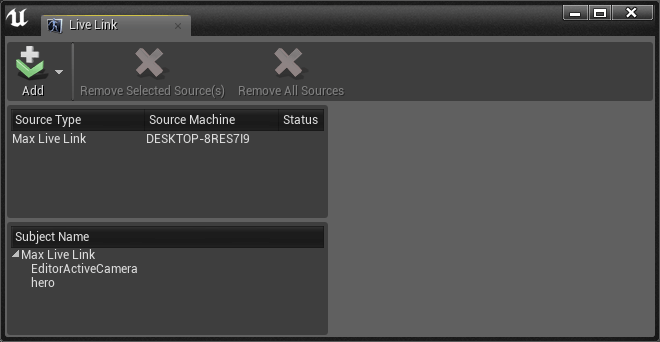 Live Link
Add
Remove Selected Source(s)
Remove All Sources
Source Type Source Machine Status
Max Live Link DESKTOP-8RES7I9
Subject Name
Max Live Link
EditorActiveCamera
hero